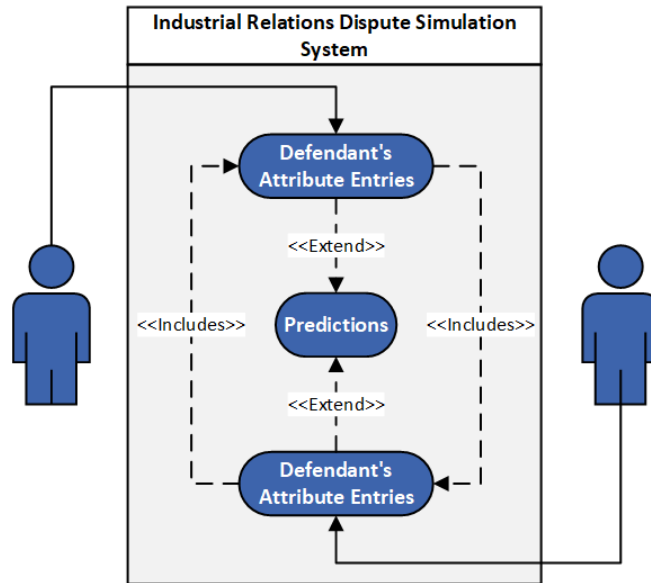 Industrial Relations Dispute Simulation
System
Defendant's
Attribute Entries
<<Extend>>
Predictions
<<Includes>>
<<Includes>>
<<Extend>>
Defendant's
Attribute Entries